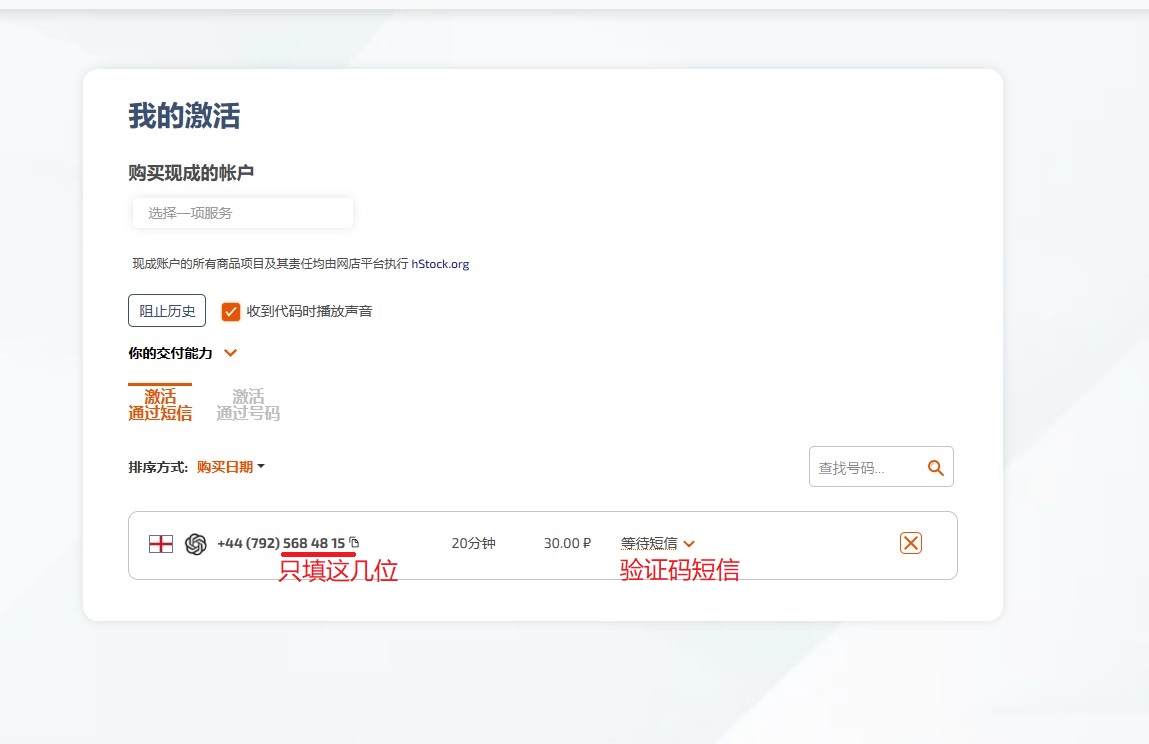 我的激活
购买现成的帐户
选择一项服务
现成账户的所有商品项目及其责任均由网店平台执行 hStock.org
阻止历史 收到代码时播放声音
你的交付能力
激活 激活
通过短信 通过号码
排序方式: 购买日期 查找号码...
+44 (792) 568 48 15 20分钟 30.00 ₽ 等待短信
只填这几位 验证码短信